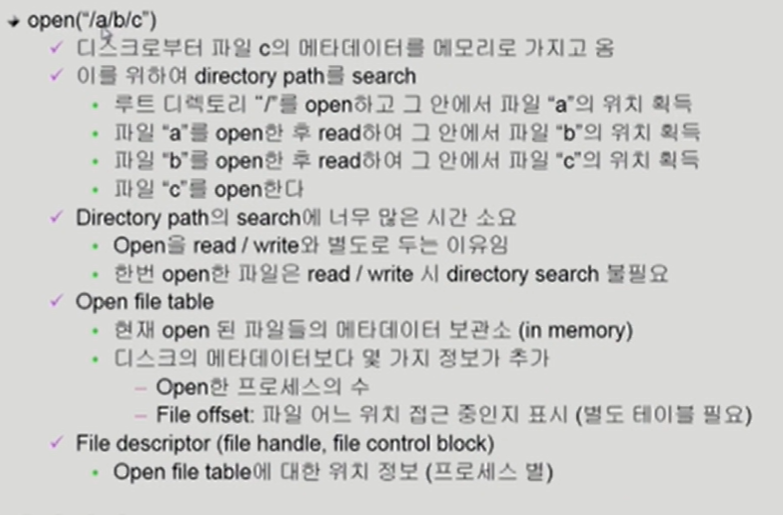 open(“/a/b/c”)
디스크로부터 파일 c의 메타데이터를 메모리로 가지고 옴
이를 위하여 directory path를 search
루트 디렉토리 “/”를 open하고 그 안에서 파일 “a”의 위치 획득
파일 “a”를 open한 후 read하여 그 안에서 파일 “b”의 위치 획득
파일 “b”를 open한 후 read하여 그 안에서 파일 “c”의 위치 획득
파일 “c”를 open한다
Directory path의 search에 너무 많은 시간 소요
Open을 read / write와 별도로 두는 이유임
한번 open한 파일은 read / write 시 directory search 불필요
Open file table
현재 open 된 파일들의 메타데이터 보관소 (in memory)
디스크의 메타데이터보다 몇 가지 정보가 추가
– Open한 프로세스의 수
– File offset: 파일 어느 위치 접근 중인지 표시 (별도 테이블 필요)
File descriptor (file handle, file control block)
Open file table에 대한 위치 정보 (프로세스 별)